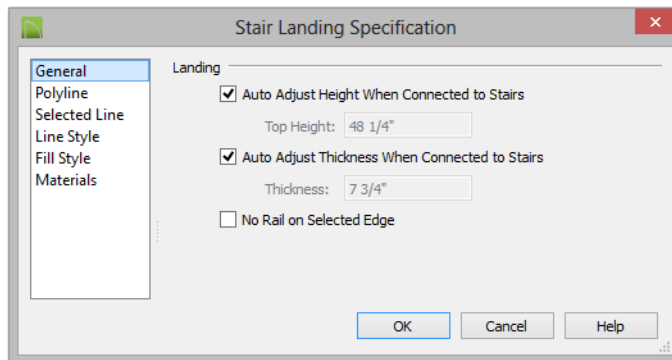 Stair Landing Specification
General
Polyline
Selected Line
Line Style
Fill Style
Materials
Landing
Auto Adjust Height When Connected to Stairs
Top Height: 48 1/4"
Auto Adjust Thickness When Connected to Stairs
Thickness: 7 3/4"
No Rail on Selected Edge
OK Cancel Help